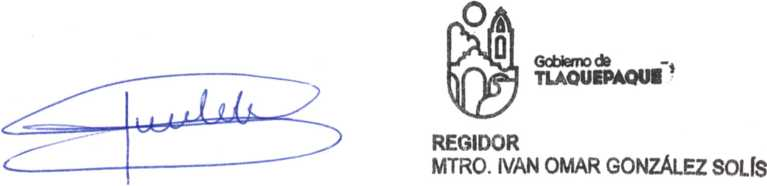 Gobierno de
TLAQUEPAQUE
REGIDOR
MTRO. IVAN OMAR GONZÁLEZ SOLÍS